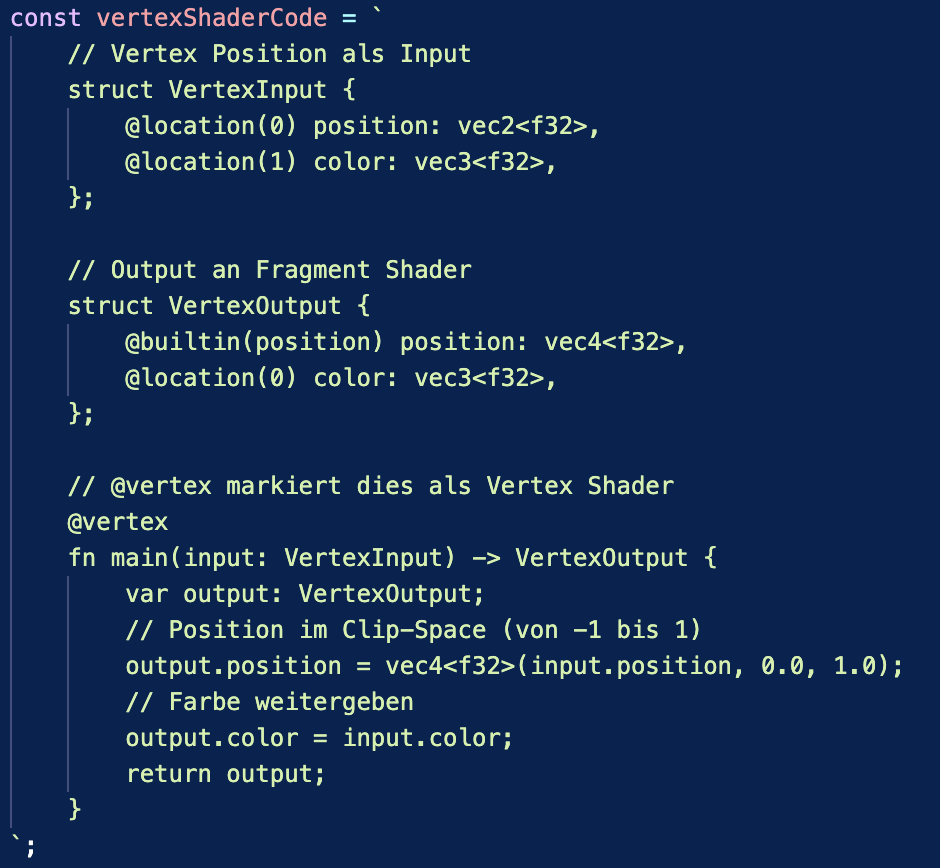 const vertexShaderCode = `
    // Vertex Position als Input
    struct VertexInput {
        @location(0) position: vec2<f32>,
        @location(1) color: vec3<f32>,
    };

    // Output an Fragment Shader
    struct VertexOutput {
        @builtin(position) position: vec4<f32>,
        @location(0) color: vec3<f32>,
    };

    // @vertex markiert dies als Vertex Shader
    @vertex
    fn main(input: VertexInput) -> VertexOutput {
        var output: VertexOutput;
        // Position im Clip-Space (von -1 bis 1)
        output.position = vec4<f32>(input.position, 0.0, 1.0);
        // Farbe weitergeben
        output.color = input.color;
        return output;
    }
`;